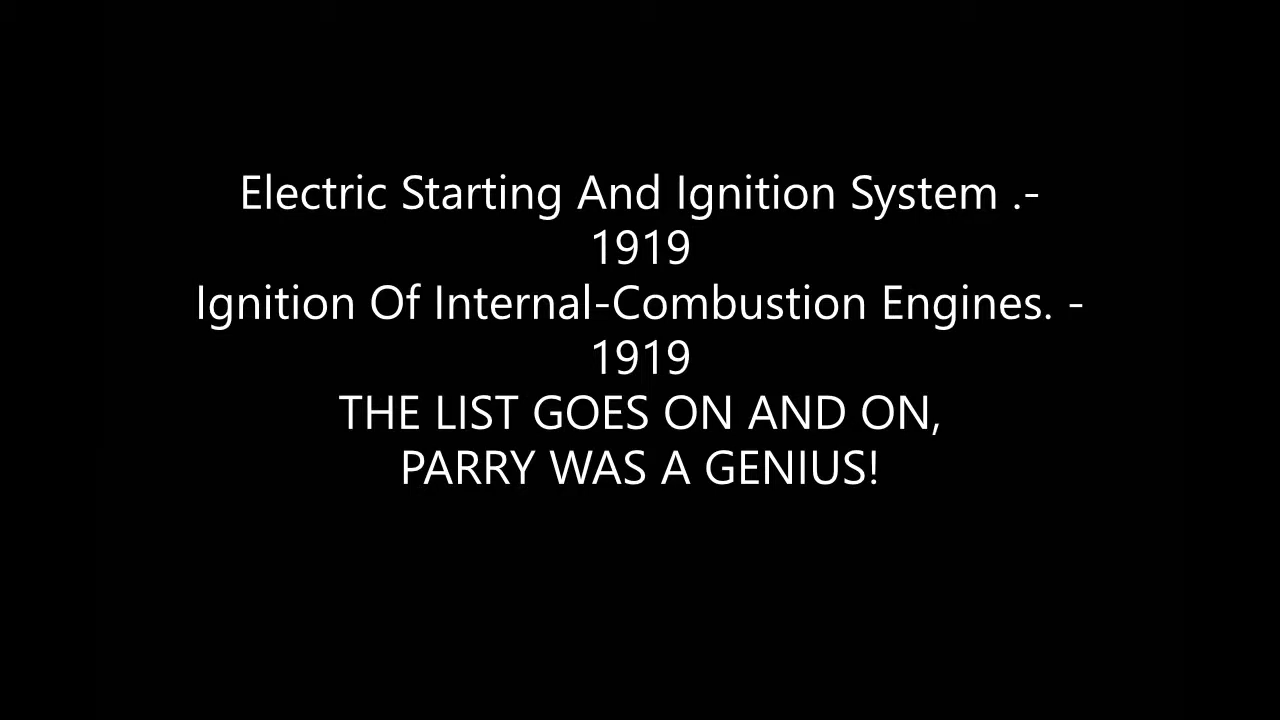 Electric Starting And Ignition System .-
1919
Ignition Of Internal-Combustion Engines. -
1919
THE LIST GOES ON AND ON,
PARRY WAS A GENIUS!